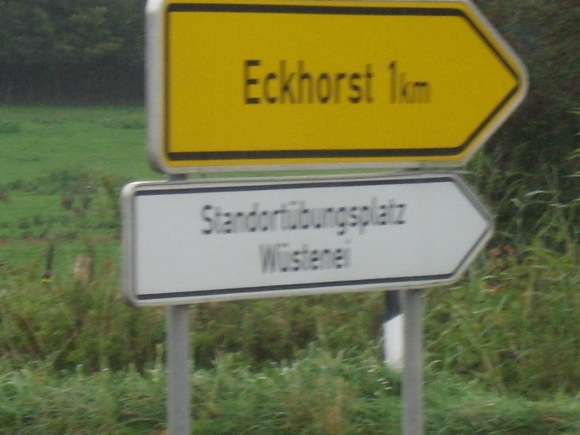 Eckhorst 1km
Standortübungsplatz
Wüstenei